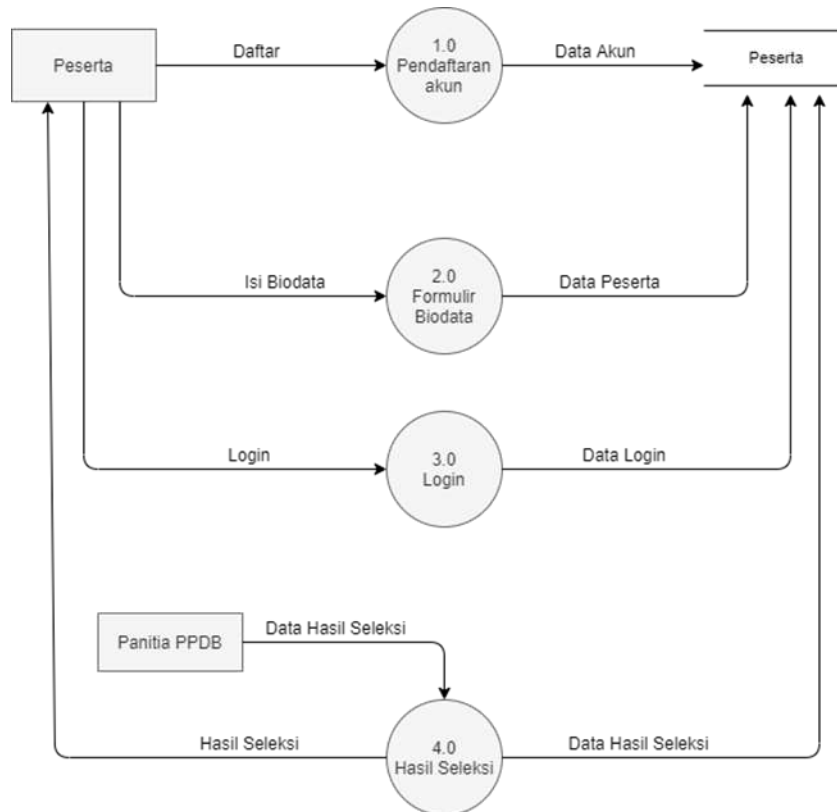 Peserta
Daftar
1.0
Pendaftaran
akun
Data Akun
Peserta
Isi Biodata
2.0
Formulir
Biodata
Data Peserta
Login
3.0
Login
Data Login
Panitia PPDB
Data Hasil Seleksi
Hasil Seleksi
4.0
Hasil Seleksi
Data Hasil Seleksi